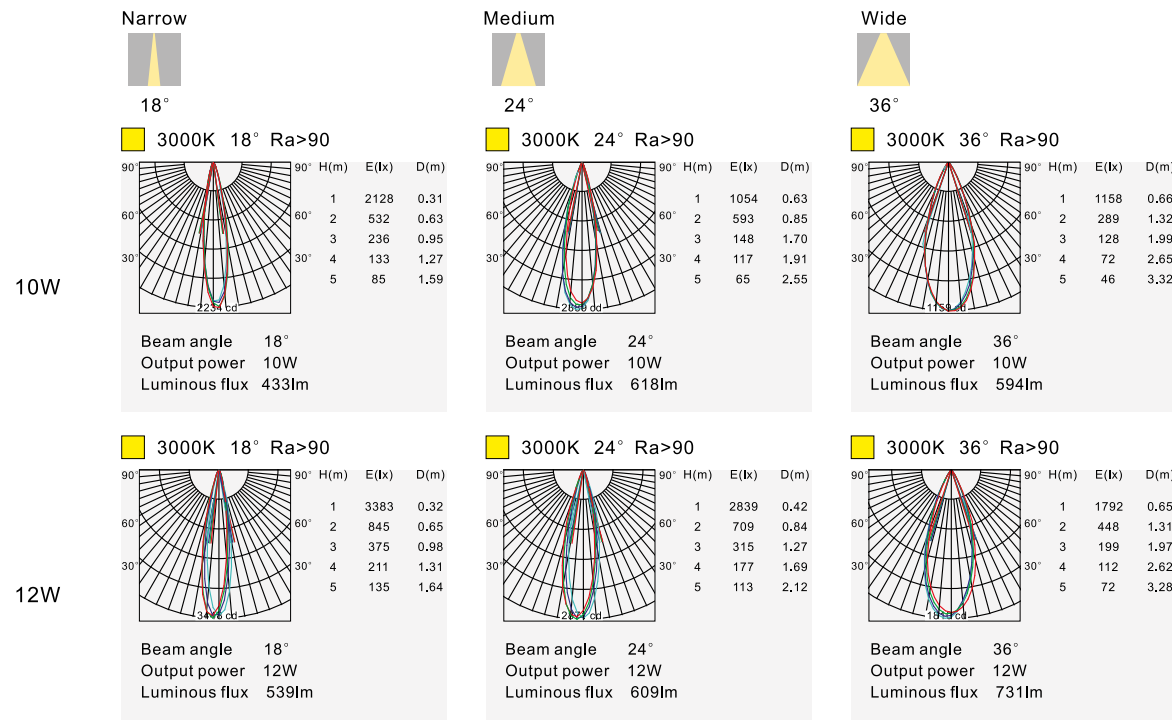 Narrow
Medium
Wide
18°
24°
36°
10W
3000K 18° Ra>90
90° 90° H(m) E(lx) D(m)
1 2128 0.31
60° 60° 2 532 0.63
3 236 0.95
30° 30° 4 133 1.27
5 85 1.59
2234 cd
Beam angle 18°
Output power 10W
Luminous flux 433lm
3000K 24° Ra>90
90° 90° H(m) E(lx) D(m)
1 1054 0.63
60° 60° 2 593 0.85
3 148 1.70
30° 30° 4 117 1.91
5 65 2.55
cd
Beam angle 24°
Output power 10W
Luminous flux 618lm
3000K 36° Ra>90
90° 90° H(m) E(lx) D(m)
1 1158 0.66
60° 60° 2 289 1.32
3 128 1.99
30° 30° 4 72 2.65
5 46 3.32
1159 cd
Beam angle 36°
Output power 10W
Luminous flux 594lm
12W
3000K 18° Ra>90
90° 90° H(m) E(lx) D(m)
1 3383 0.32
60° 60° 2 845 0.65
3 375 0.98
30° 30° 4 211 1.31
5 135 1.64
cd
Beam angle 18°
Output power 12W
Luminous flux 539lm
3000K 24° Ra>90
90° 90° H(m) E(lx) D(m)
1 2839 0.42
60° 60° 2 709 0.84
3 315 1.27
30° 30° 4 177 1.69
5 113 2.12
cd
Beam angle 24°
Output power 12W
Luminous flux 609lm
3000K 36° Ra>90
90° 90° H(m) E(lx) D(m)
1 1792 0.65
60° 60° 2 448 1.31
3 199 1.97
30° 30° 4 112 2.62
5 72 3.28
cd
Beam angle 36°
Output power 12W
Luminous flux 731lm